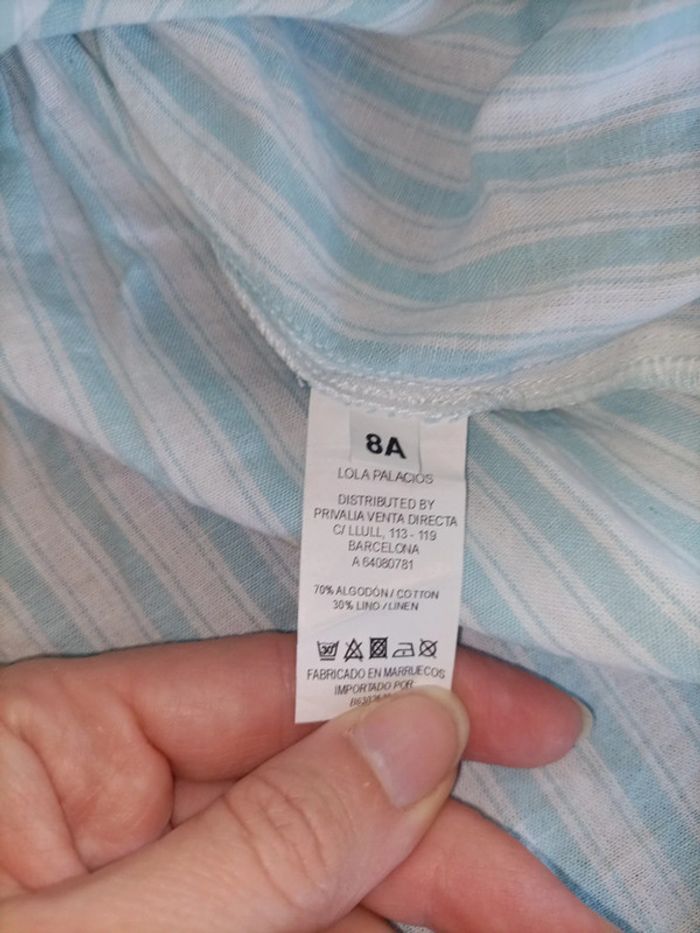 8A
LOLA PALACIOS
DISTRIBUTED BY
PRIVALIA VENTA DIRECTA
C/ LLULL, 113 - 119
BARCELONA
A 64080781
70% ALGODÓN / COTTON
30% LINO / LINEN
30°
FABRICADO EN MARRUECOS
IMPORTADO POR: